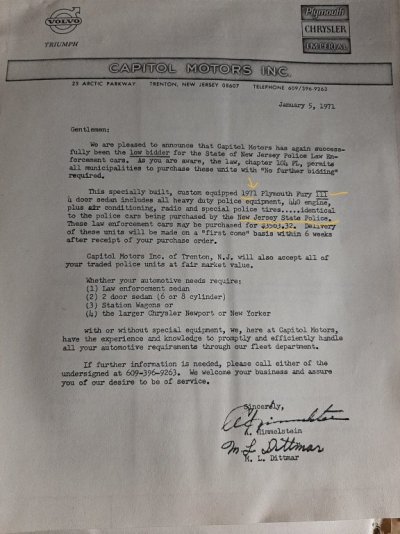 VOLVO
TRIUMPH
Plymouth
CHRYSLER
IMPERIAL
CAPITOL MOTORS INC.
25 ARCTIC PARKWAY TRENTON, NEW JERSEY 08607 TELEPHONE 609/396-9263
January 5, 1971
Gentlemen:
We are pleased to announce that Capitol Motors has again success-
fully been the low bidder for the State of New Jersey Police Law En-
forcement cars. As you are aware, the law, chapter 104 PL, permits
all municipalities to purchase these units with "No further bidding"
required.
This specially built, custom equipped 1971 Plymouth Fury III
4 door sedan includes all heavy duty police equipment, 440 engine,
plus air conditioning, radio and special police tires.....identical
to the police cars being purchased by the New Jersey State Police.
These law enforcement cars may be purchased for Delivery
of these units will be made on a "first come" basis within 6 weeks
after receipt of your purchase order.
Capitol Motors Inc. of Trenton, N.J. will also accept all of
your traded police units at fair market value.
Whether your automotive needs require:
(1) Law enforcement sedan
(2) 2 door sedan (6 or 8 cylinder)
(3) Station Wagons or
(4) the larger Chrysler Newport or New Yorker
with or without special equipment, we, here at Capitol Motors,
have the experience and knowledge to promptly and efficiently handle
all your automotive requirements through our fleet department.
If further information is needed, please call either of the
undersigned at 609-396-9263. We welcome your business and assure
you of our desire to be of service.
Sincerely,
M L Dittmar
M. L. Dittmar